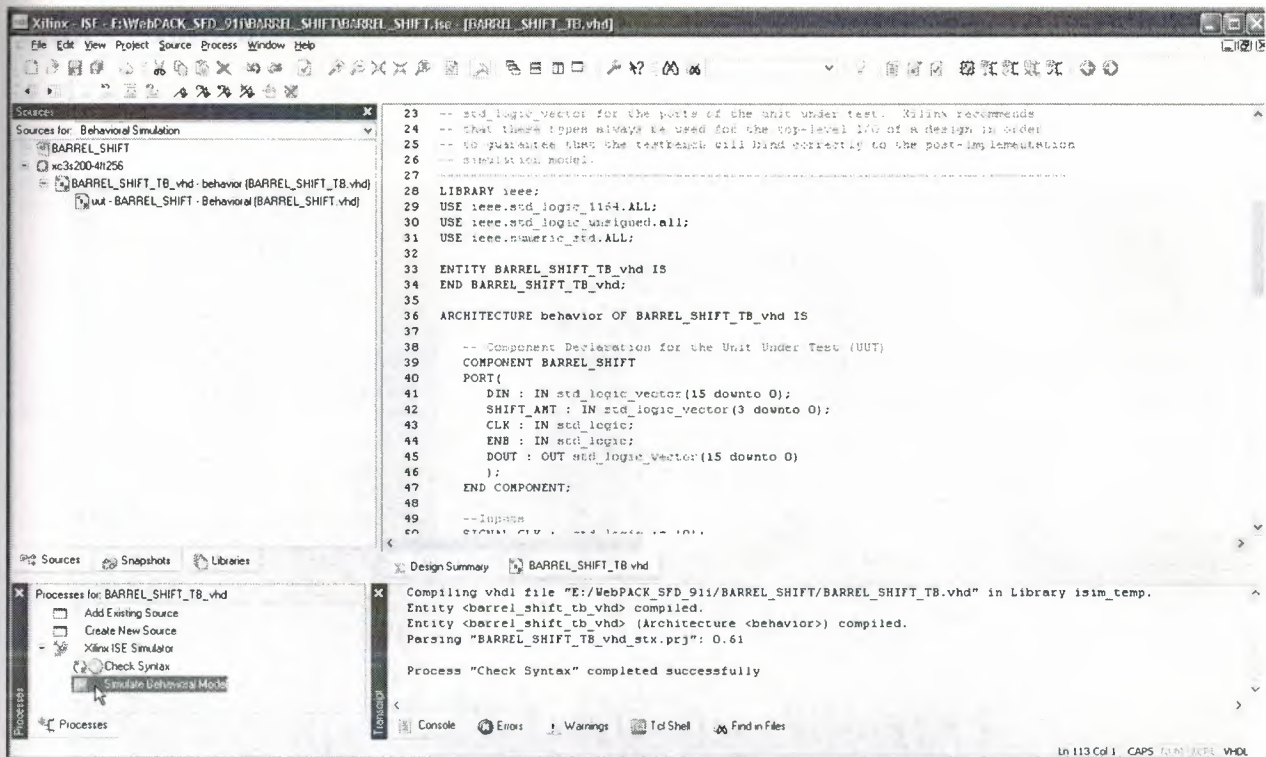 Xilinx - ISE - E:\WebPACK_SFD_91i\BARREL_SHIFT\BARREL_SHIFT.ise - [BARREL_SHIFT_TB.vhd]
File Edit View Project Source Process Window Help
Sources
Sources for: Behavioral Simulation
BARREL_SHIFT
xc3s200-4ft256
BARREL_SHIFT_TB_vhd - behavior (BARREL_SHIFT_TB.vhd)
uut - BARREL_SHIFT - Behavioral (BARREL_SHIFT.vhd)
Sources Snapshots Libraries
23 -- std_logic_vector for the ports of the unit under test. Xilinx recommends
24 -- that these types always be used for the top-level I/O of a design in order
25 -- to guarantee that the testbench will bind correctly to the post-implementation
26 -- simulation model.
27 --------------------------------------------------------------------------------
28 LIBRARY ieee;
29 USE ieee.std_logic_1164.ALL;
30 USE ieee.std_logic_unsigned.all;
31 USE ieee.numeric_std.ALL;
32
33 ENTITY BARREL_SHIFT_TB_vhd IS
34 END BARREL_SHIFT_TB_vhd;
35
36 ARCHITECTURE behavior OF BARREL_SHIFT_TB_vhd IS
37
38 -- Component Declaration for the Unit Under Test (UUT)
39 COMPONENT BARREL_SHIFT
40 PORT(
41 DIN : IN std_logic_vector(15 downto 0);
42 SHIFT_AMT : IN std_logic_vector(3 downto 0);
43 CLK : IN std_logic;
44 ENB : IN std_logic;
45 DOUT : OUT std_logic_vector(15 downto 0)
46 );
47 END COMPONENT;
48
49 --Inputs
50 SIGNAL CLK : std_logic := '0';
Design Summary BARREL_SHIFT_TB.vhd
Processes for: BARREL_SHIFT_TB_vhd
Add Existing Source
Create New Source
Xilinx ISE Simulator
Check Syntax
Simulate Behavioral Model
Processes
Processes
Compiling vhdl file "E:/WebPACK_SFD_91i/BARREL_SHIFT/BARREL_SHIFT_TB.vhd" in Library isim_temp.
Entity <barrel_shift_tb_vhd> compiled.
Entity <barrel_shift_tb_vhd> (Architecture <behavior>) compiled.
Parsing "BARREL_SHIFT_TB_vhd_stx.prj": 0.61
Process "Check Syntax" completed successfully
Transcript
Console Errors Warnings Tcl Shell Find in Files
Ln 113 Col 1 CAPS NUM SCRL VHDL